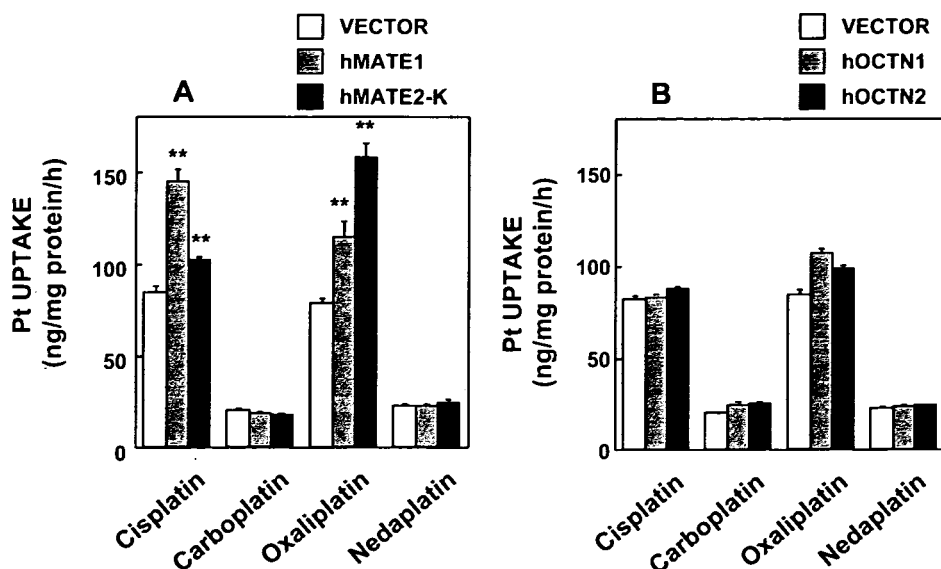 VECTOR
hMATE1
hMATE2-K
A
**
**
**
**
Pt UPTAKE
(ng/mg protein/h)
150
100
50
0
Cisplatin
Carboplatin
Oxaliplatin
Nedaplatin
VECTOR
hOCTN1
hOCTN2
B
Pt UPTAKE
(ng/mg protein/h)
150
100
50
0
Cisplatin
Carboplatin
Oxaliplatin
Nedaplatin